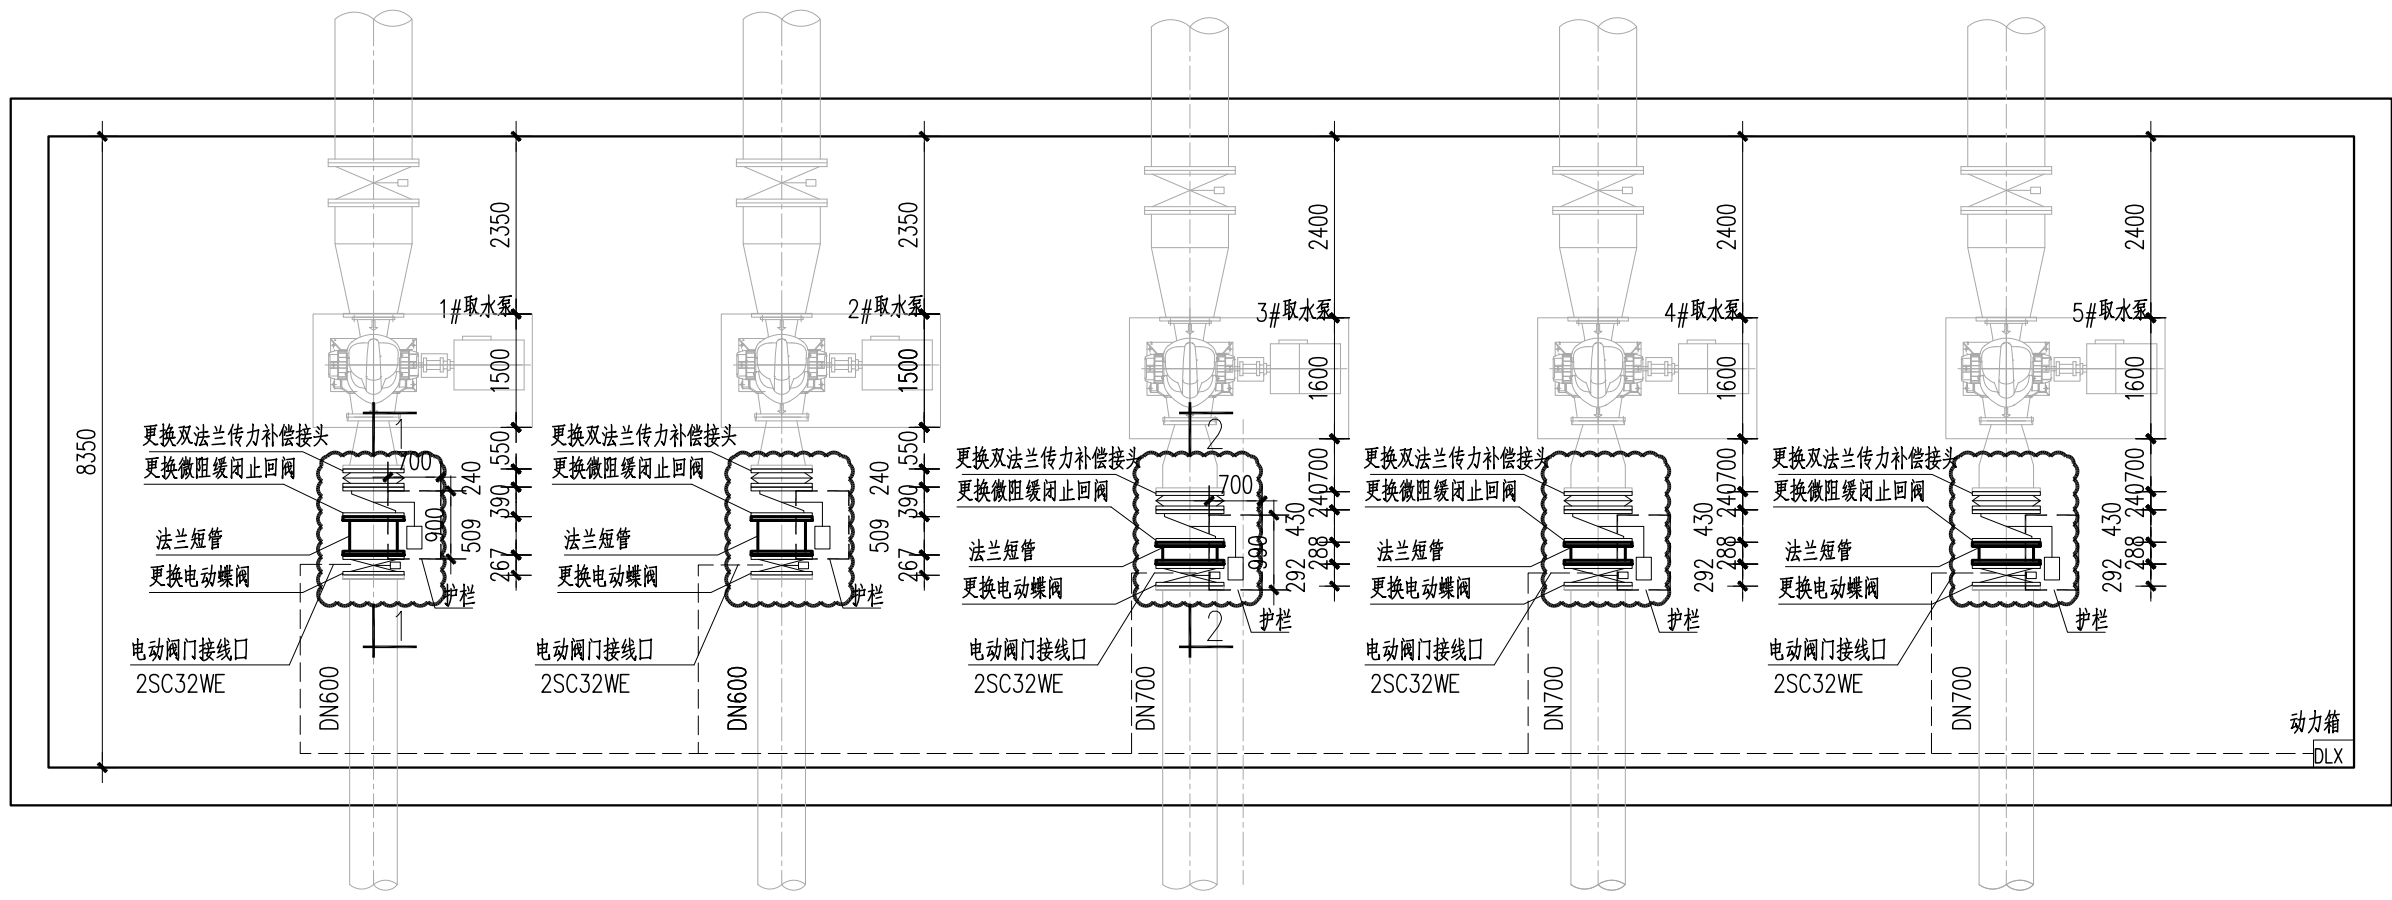 8350
2350
1#取水泵
1500
更换双法兰传力补偿接头
更换微阻缓闭止回阀
法兰短管
更换电动蝶阀
电动阀门接线口
2SC32WE
DN600
1
700
900
护栏
1
550
240
390
509
267
2350
2#取水泵
1500
更换双法兰传力补偿接头
更换微阻缓闭止回阀
法兰短管
更换电动蝶阀
电动阀门接线口
2SC32WE
DN600
护栏
550
240
390
509
267
2400
3#取水泵
1600
更换双法兰传力补偿接头
更换微阻缓闭止回阀
法兰短管
更换电动蝶阀
电动阀门接线口
2SC32WE
DN700
2
700
990
护栏
2
700
240
430
288
292
2400
4#取水泵
1600
更换双法兰传力补偿接头
更换微阻缓闭止回阀
法兰短管
更换电动蝶阀
电动阀门接线口
2SC32WE
DN700
护栏
700
240
430
288
292
2400
5#取水泵
1600
更换双法兰传力补偿接头
更换微阻缓闭止回阀
法兰短管
更换电动蝶阀
电动阀门接线口
2SC32WE
DN700
护栏
700
240
430
288
292
动力箱
DLX